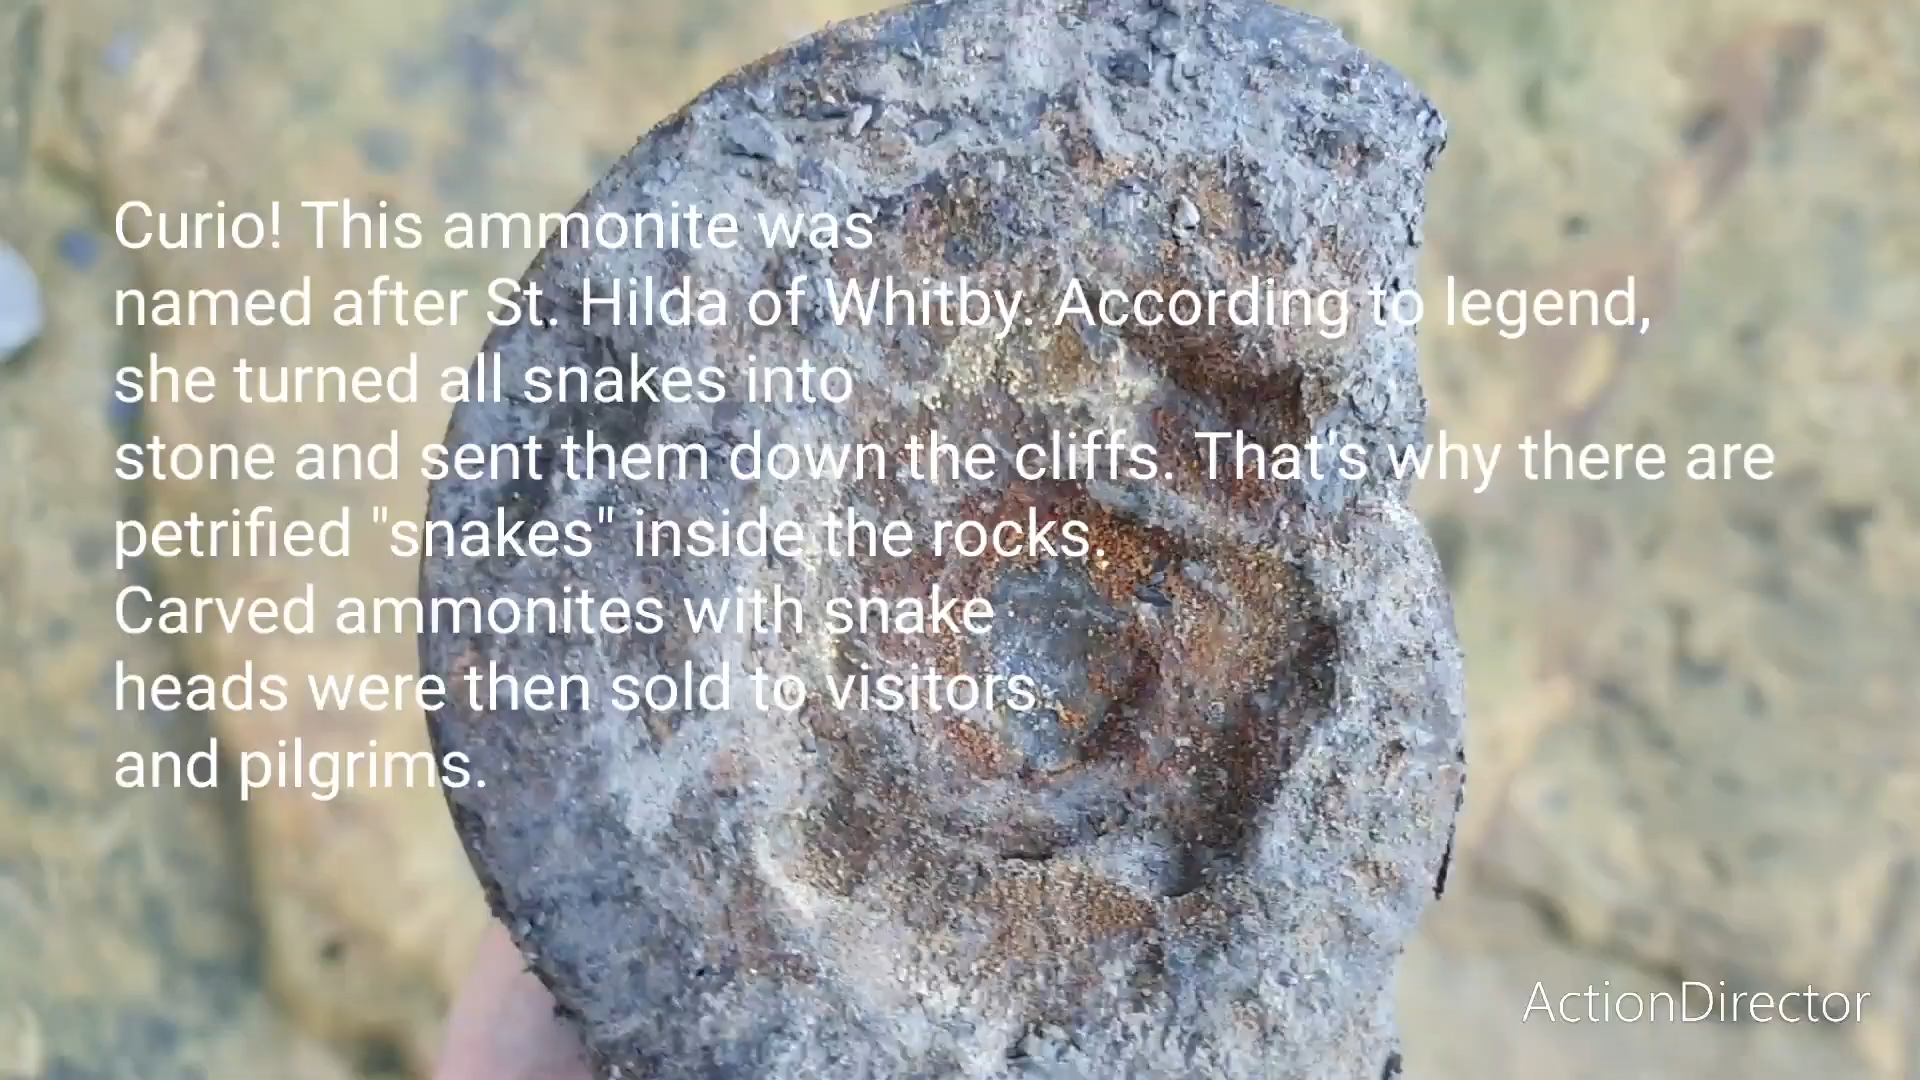 Curio! This ammonite was
named after St. Hilda of Whitby. According to legend,
she turned all snakes into
stone and sent them down the cliffs. That's why there are
petrified "snakes" inside the rocks.
Carved ammonites with snake
heads were then sold to visitors
and pilgrims.
ActionDirector